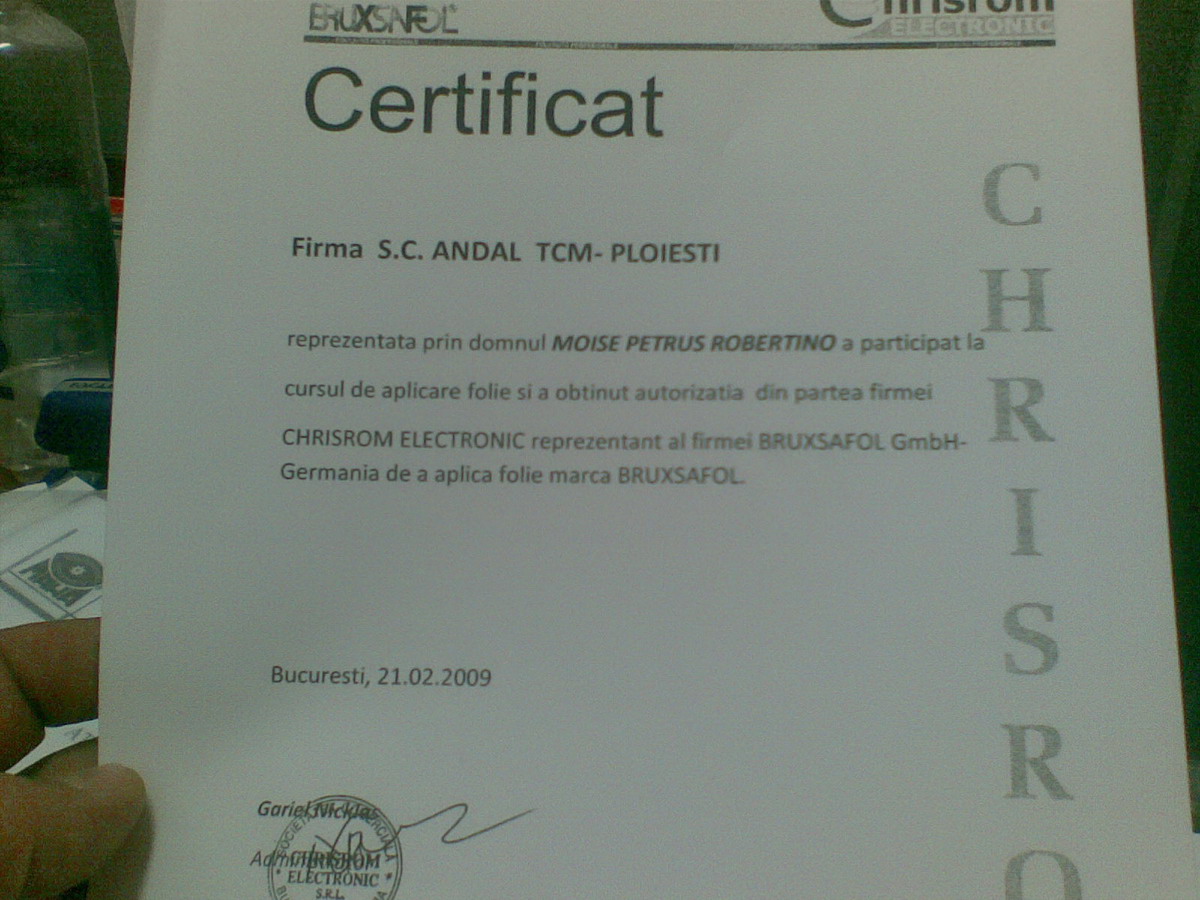 BRUXSAFOL
Chrisrom
ELECTRONIC
Certificat
Firma S.C. ANDAL TCM- PLOIESTI
reprezentata prin domnul MOISE PETRUS ROBERTINO a participat la
cursul de aplicare folie si a obtinut autorizatia din partea firmei
CHRISROM ELECTRONIC reprezentant al firmei BRUXSAFOL GmbH-
Germania de a aplica folie marca BRUXSAFOL.
Bucuresti, 21.02.2009
CHRISROM
ELECTRONIC
S.R.L.
C
H
R
I
S
R
O